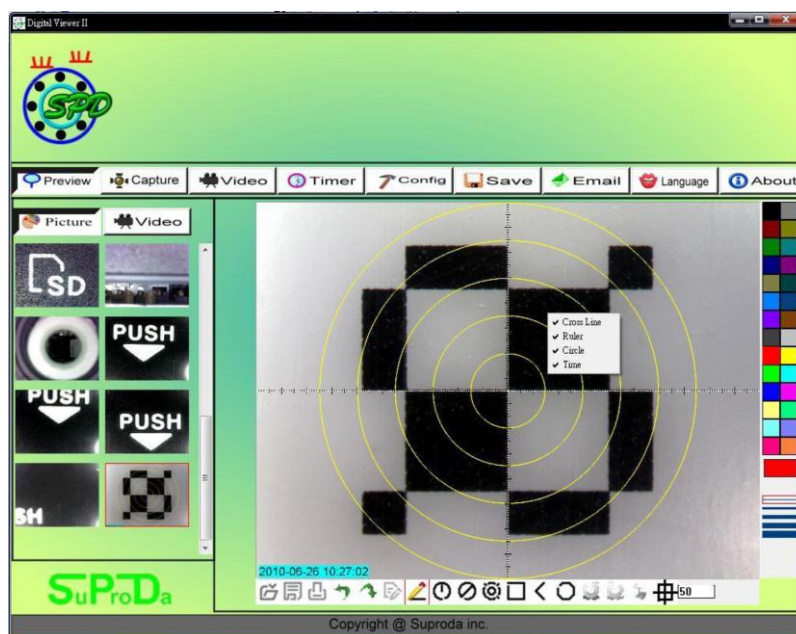 Digital Viewer II
SPD
Preview Capture Video Timer Config Save Email Language About
Picture Video
SD
PUSH
PUSH
PUSH
SH
Cross Line
Ruler
Circle
Time
2010-06-26 10:27:02
50
SuProDa
Copyright @ Suproda inc.